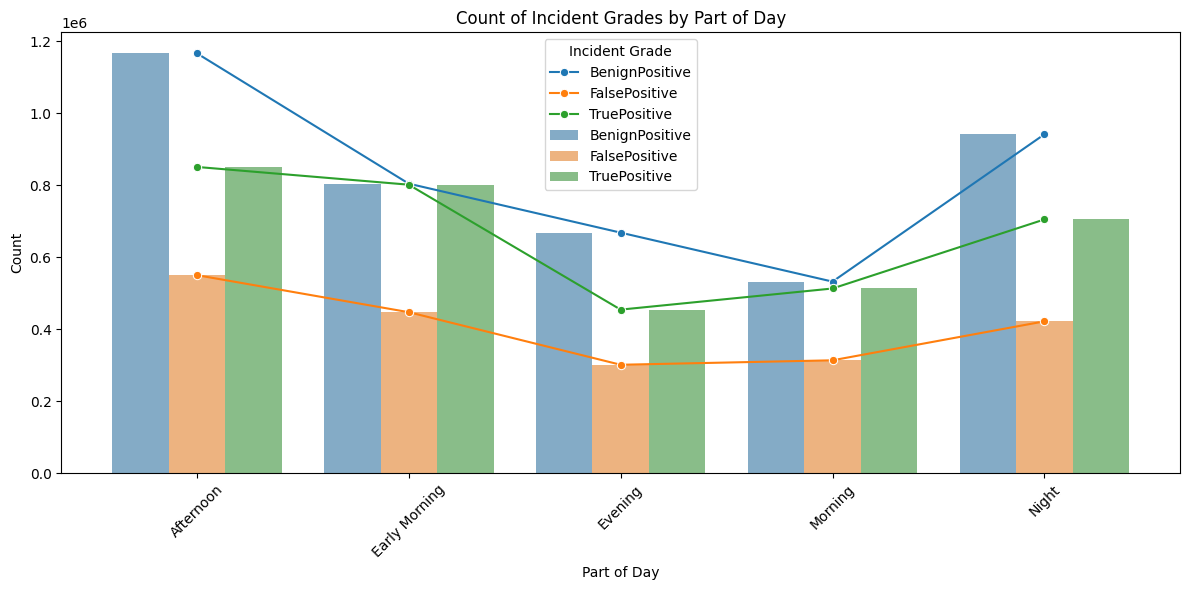 Count of Incident Grades by Part of Day
1e6
1.2
1.0
0.8
0.6
0.4
0.2
0.0
Count
Incident Grade
BenignPositive
FalsePositive
TruePositive
BenignPositive
FalsePositive
TruePositive
Afternoon
Early Morning
Evening
Morning
Night
Part of Day